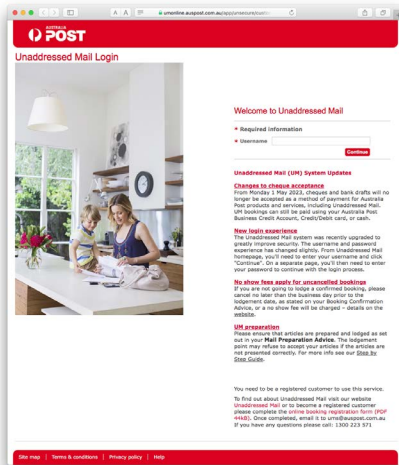 umonline.auspost.com.au/app/unsecure/custlo
AUSTRALIA
POST
Unaddressed Mail Login
Welcome to Unaddressed Mail
* Required information
* Username
Continue
Unaddressed Mail (UM) System Updates
Changes to cheque acceptance
From Monday 1 May 2023, cheques and bank drafts will no
longer be accepted as a method of payment for Australia
Post products and services, including Unaddressed Mail.
UM bookings can still be paid using your Australia Post
Business Credit Account, Credit/Debit card, or cash.
New login experience
The Unaddressed Mail system was recently upgraded to
greatly improve security. The username and password
experience has changed slightly. From Unaddressed Mail
homepage, you'll need to enter your username and click
"Continue". On a separate page, you'll then need to enter
your password to continue with the login process.
No show fees apply for uncancelled bookings
If you are not going to lodge a confirmed booking, please
cancel no later than the business day prior to the
lodgement date, as stated on your Booking Confirmation
Advice, or a no show fee will be charged - details on the
website.
UM preparation
Please ensure that articles are prepared and lodged as set
out in your Mail Preparation Advice. The lodgement
point may refuse to accept your articles if the articles are
not presented correctly. For more info see our Step by
Step Guide.
You need to be a registered customer to use this service.
To find out about Unaddressed Mail visit our website
Unaddressed Mail or to become a registered customer
please complete the online booking registration form (PDF
44kB). Once completed, email it to ums@auspost.com.au
If you have any questions please call: 1300 223 571
Site map | Terms & conditions | Privacy policy | Help